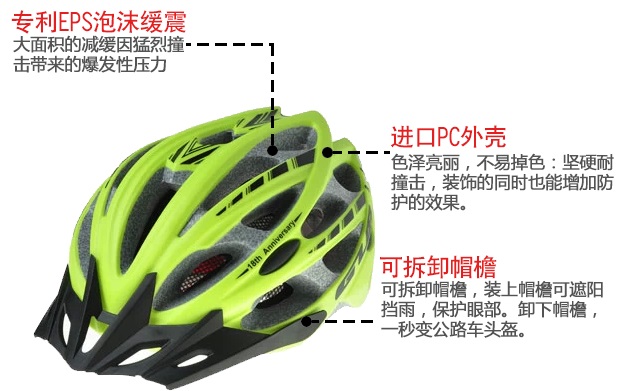 专利EPS泡沫缓震
大面积的减缓因猛烈撞
击带来的爆发性压力
进口PC外壳
色泽亮丽，不易掉色：坚硬耐
撞击，装饰的同时也能增加防
护的效果。
18th Anniversary
可拆卸帽檐
可拆卸帽檐，装上帽檐可遮阳
挡雨，保护眼部。卸下帽檐，
一秒变公路车头盔。